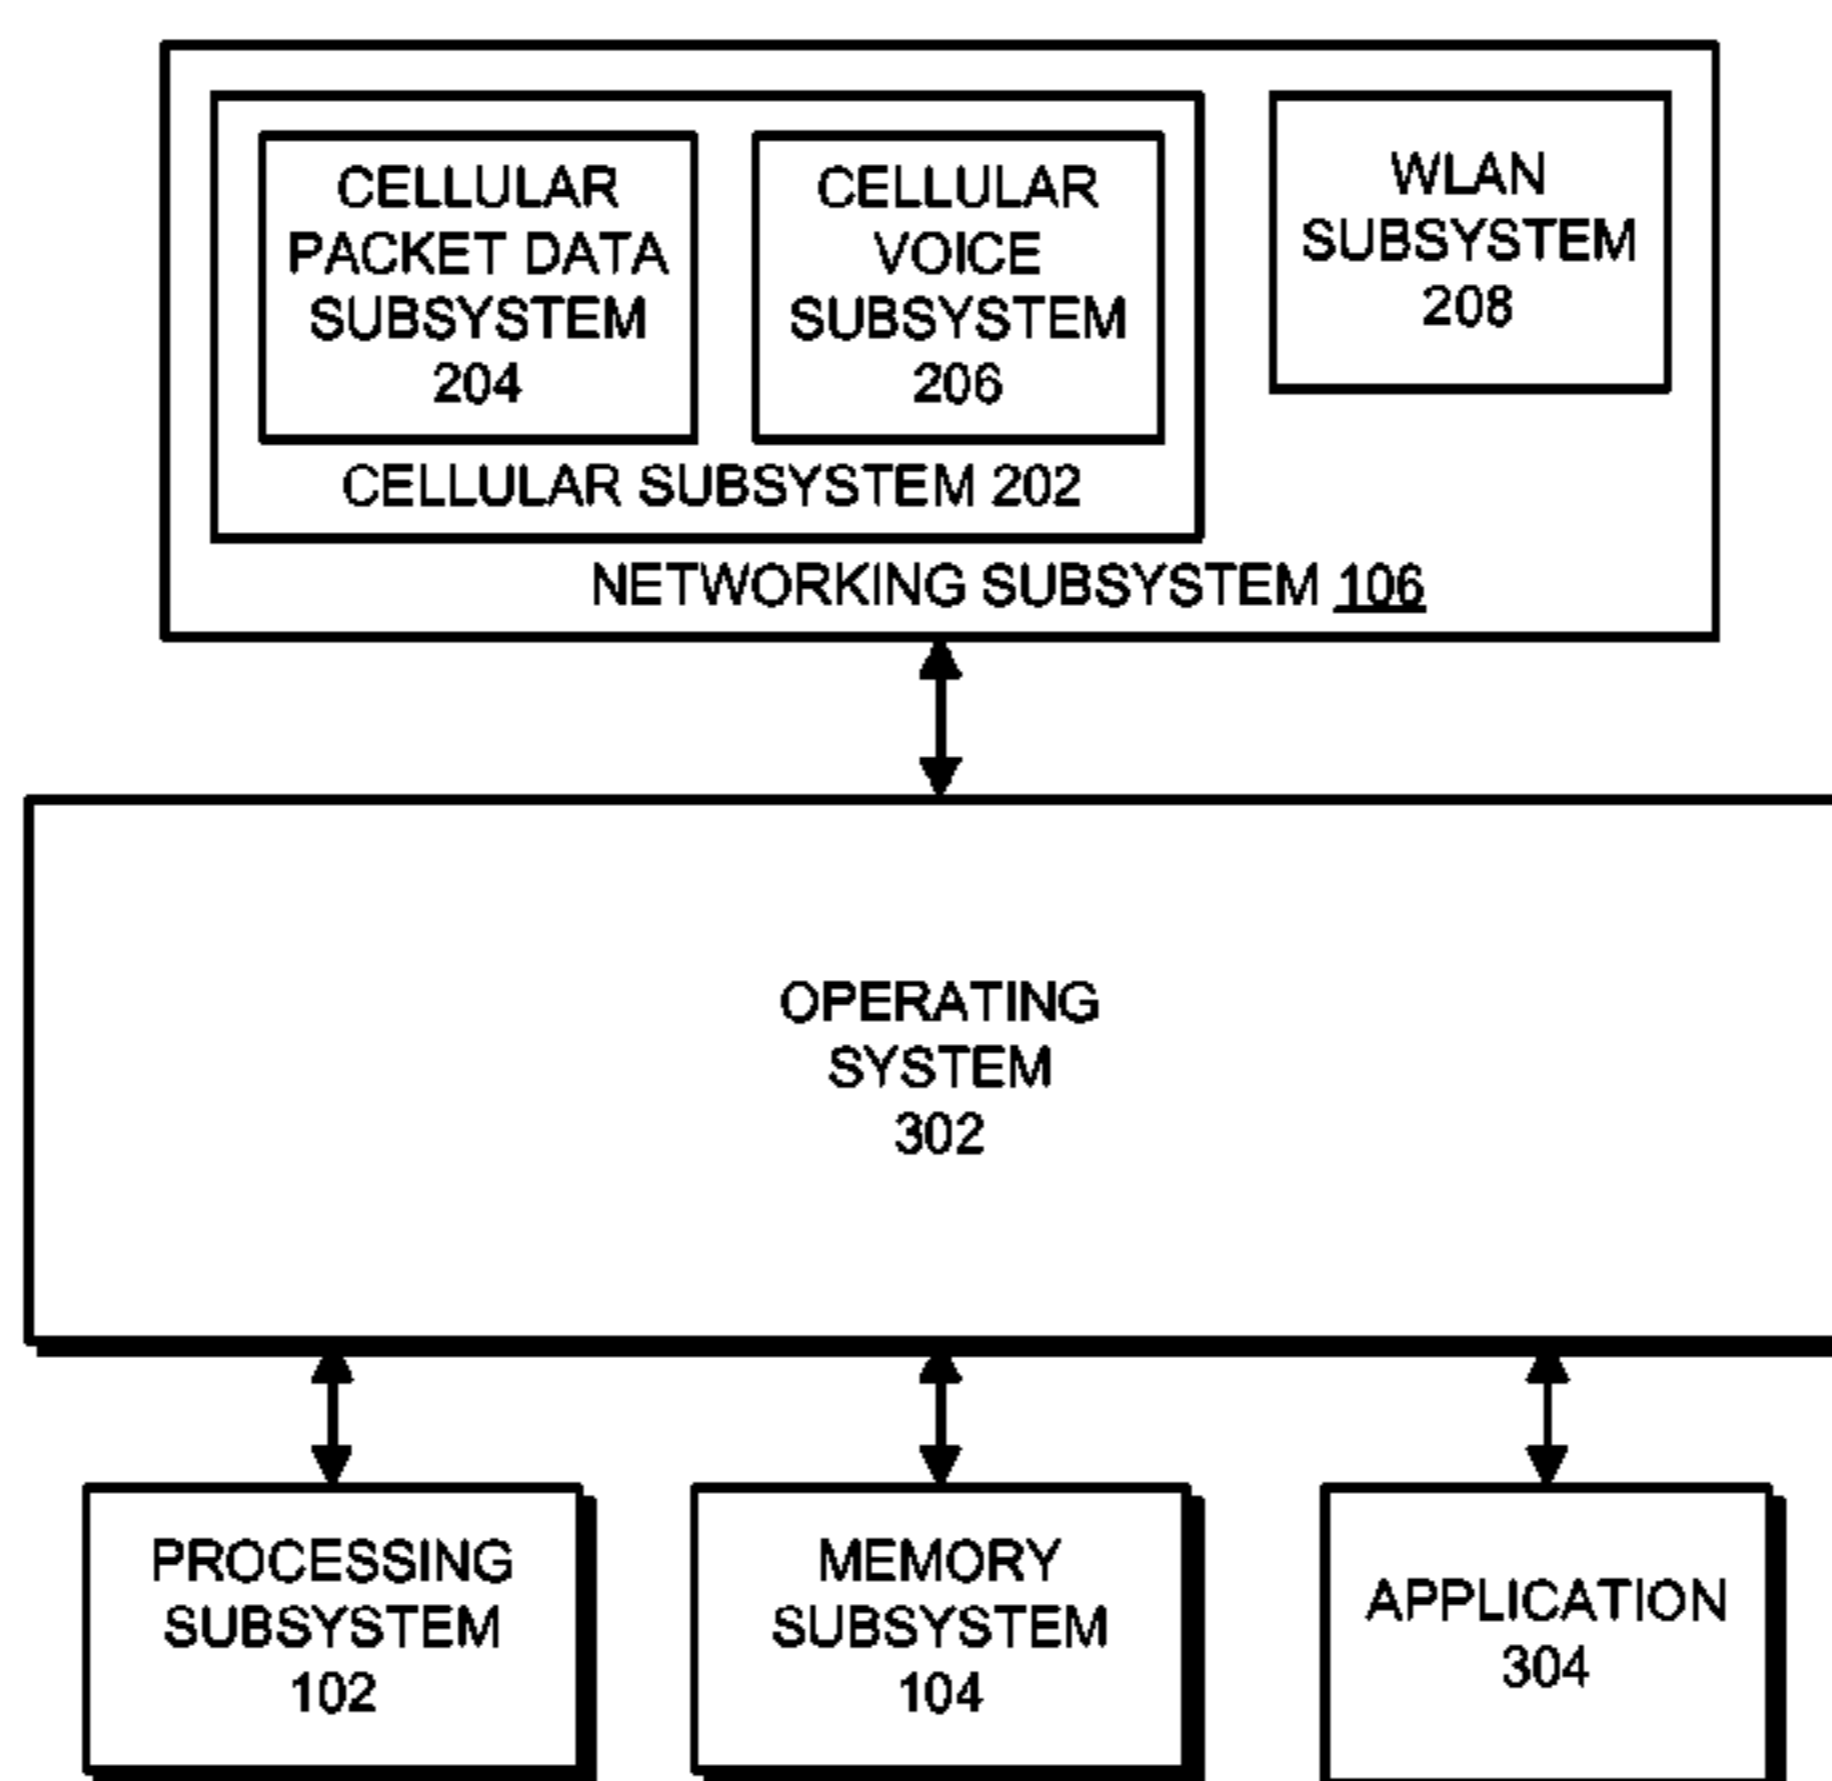 CELLULAR
PACKET DATA
SUBSYSTEM
204
CELLULAR
VOICE
SUBSYSTEM
206
WLAN
SUBSYSTEM
208
CELLULAR SUBSYSTEM 202
NETWORKING SUBSYSTEM 106
OPERATING
SYSTEM
302
PROCESSING
SUBSYSTEM
102
MEMORY
SUBSYSTEM
104
APPLICATION
304